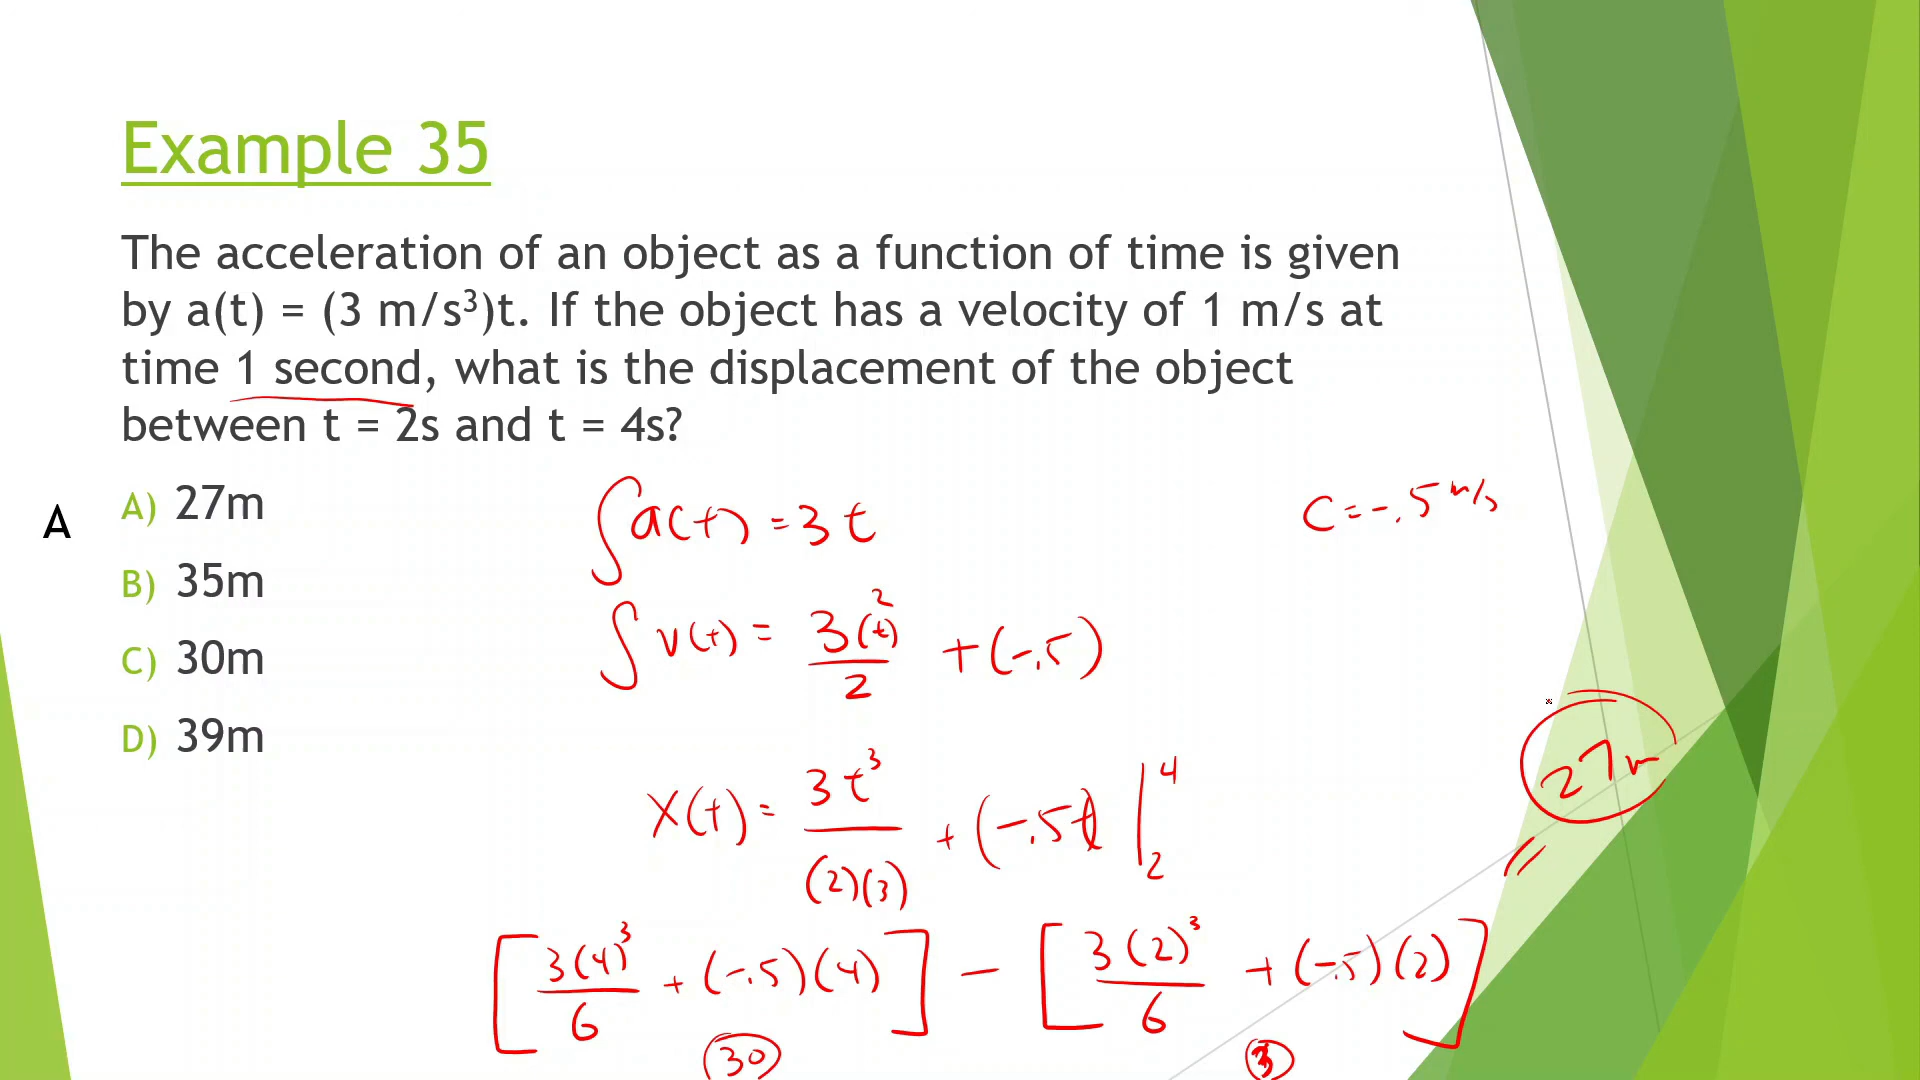 Example 35
The acceleration of an object as a function of time is given
by a(t) = (3 m/s³)t. If the object has a velocity of 1 m/s at
time 1 second, what is the displacement of the object
between t = 2s and t = 4s?
A
A) 27m
B) 35m
C) 30m
D) 39m
∫a(t) = 3t
C = -.5 m/s
∫v(t) = 3(t)²/2 + (-.5)
27m
x(t) = 3t³/(2)(3) + (-.5t) |₂⁴
[3(4)³/6 + (-.5)(4)] - [3(2)³/6 + (-.5)(2)] =
30 3